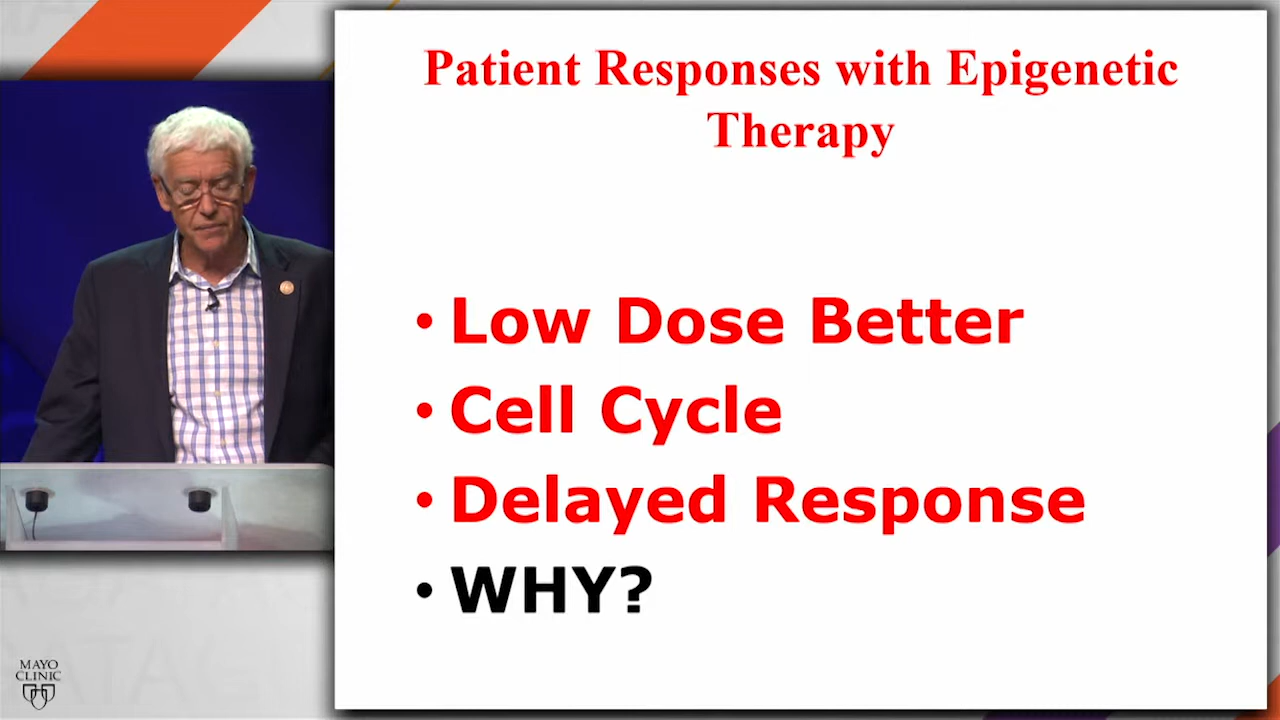 Patient Responses with Epigenetic
Therapy
• Low Dose Better
• Cell Cycle
• Delayed Response
• WHY?
MAYO
CLINIC